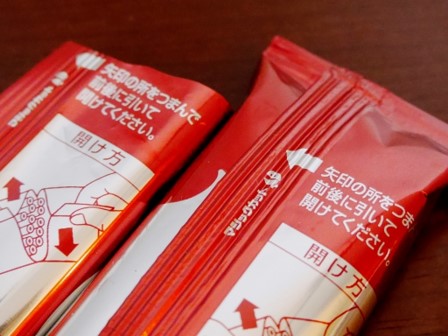 矢印の所をつまんで
前後に引いて
開けてください。
開け方
矢印の所をつま
前後に引いて
開けてください。
開け方